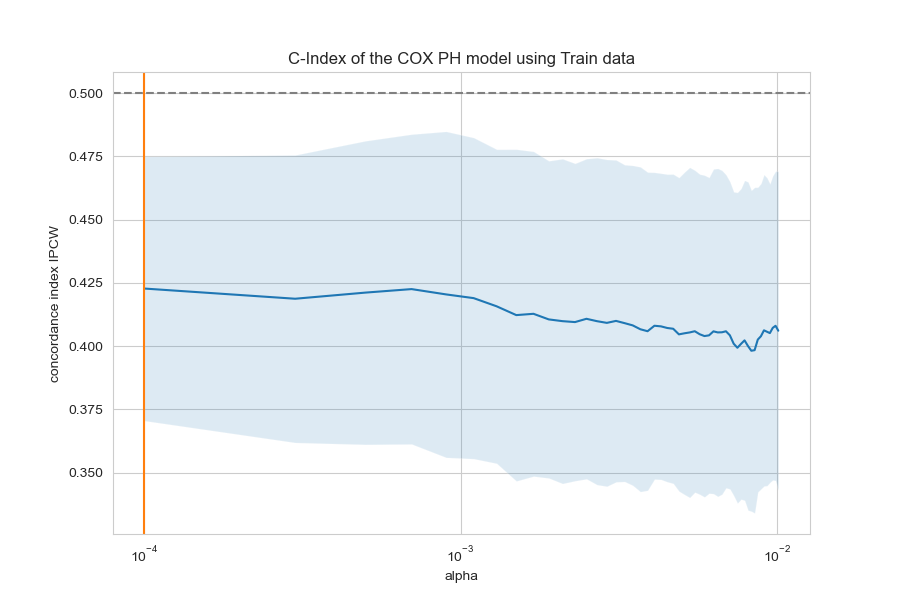 C-Index of the COX PH model using Train data
0.500
0.475
0.450
0.425
0.400
0.375
0.350
concordance index IPCW
10⁻⁴ 10⁻³ 10⁻²
alpha